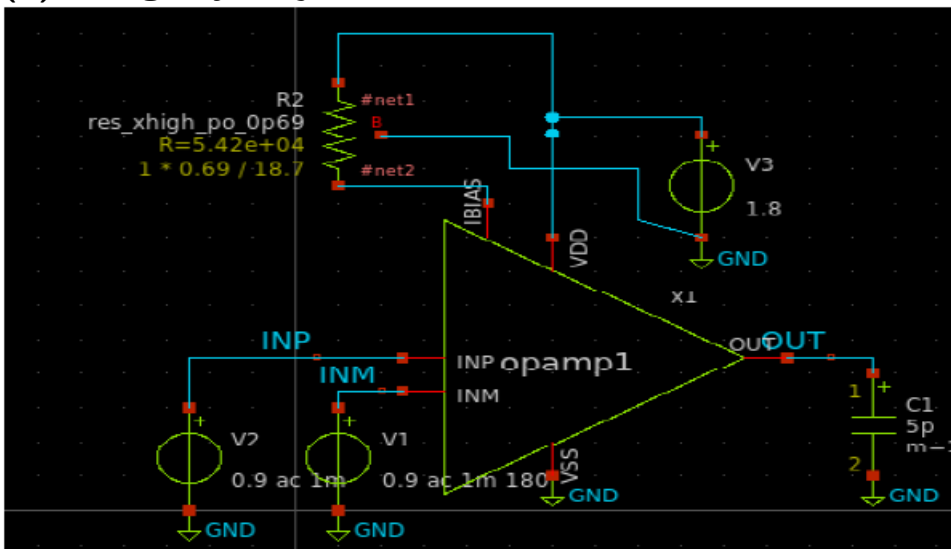 R2
#net1
res_xhigh_po_0p69
B
R=5.42e+04
1 * 0.69 / 18.7
#net2
+
V3
1.8
IBIAS
VDD
GND
x1
INP
OUT
OUT
INP
opamp1
INM
INM
+
V2
0.9 ac 1m
+
V1
0.9 ac 1m 180
VSS
1
+
C1
5p
2
GND
GND
GND
GND